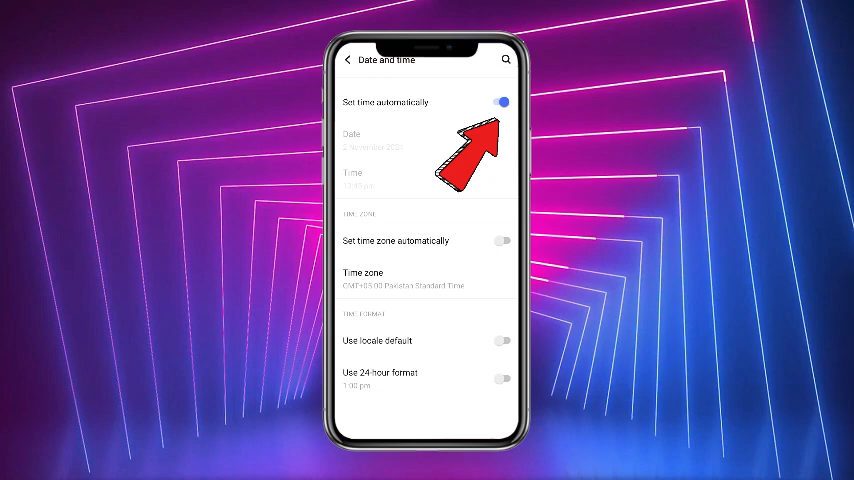 Date and time
Set time automatically
Date
2 November 2024
Time
10:45 pm
TIME ZONE
Set time zone automatically
Time zone
GMT+05:00 Pakistan Standard Time
TIME FORMAT
Use locale default
Use 24-hour format
1:00 pm